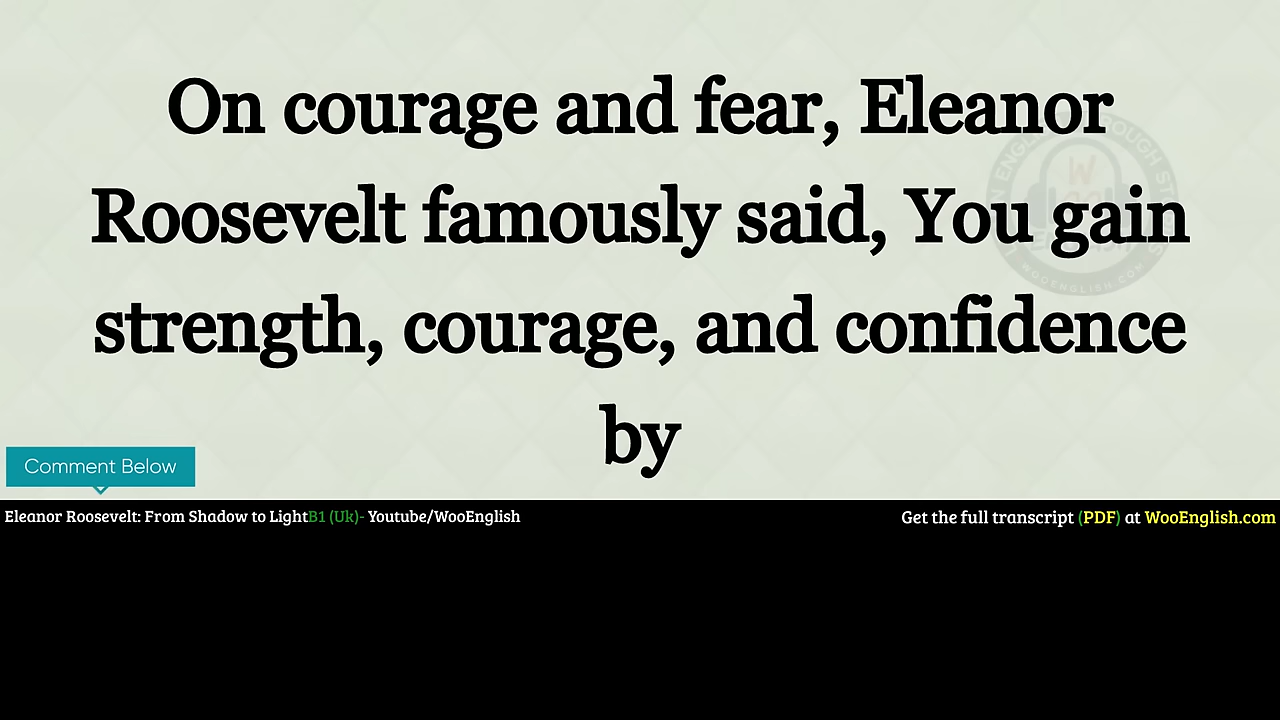 On courage and fear, Eleanor
Roosevelt famously said, You gain
strength, courage, and confidence
by
Comment Below
Eleanor Roosevelt: From Shadow to LightB1 (Uk)- Youtube/WooEnglish
Get the full transcript (PDF) at WooEnglish.com